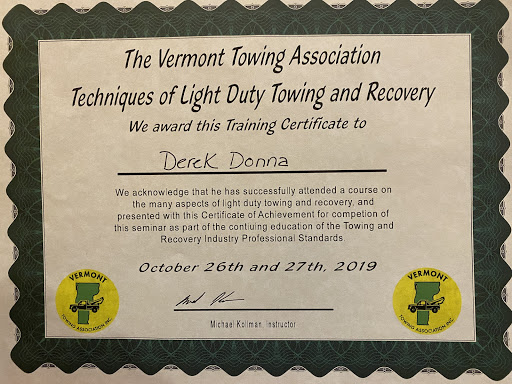 The Vermont Towing Association
Techniques of Light Duty Towing and Recovery
We award this Training Certificate to
Derek Donna
We acknowledge that he has successfully attended a course on
the many aspects of light duty towing and recovery, and
presented with this Certificate of Achievement for competion of
this seminar as part of the contiuing education of the Towing and
Recovery Industry Professional Standards.
October 26th and 27th, 2019
Michael Kollman, Instructor
VERMONT
TOWING ASSOCIATION, INC.
VERMONT
TOWING ASSOCIATION, INC.